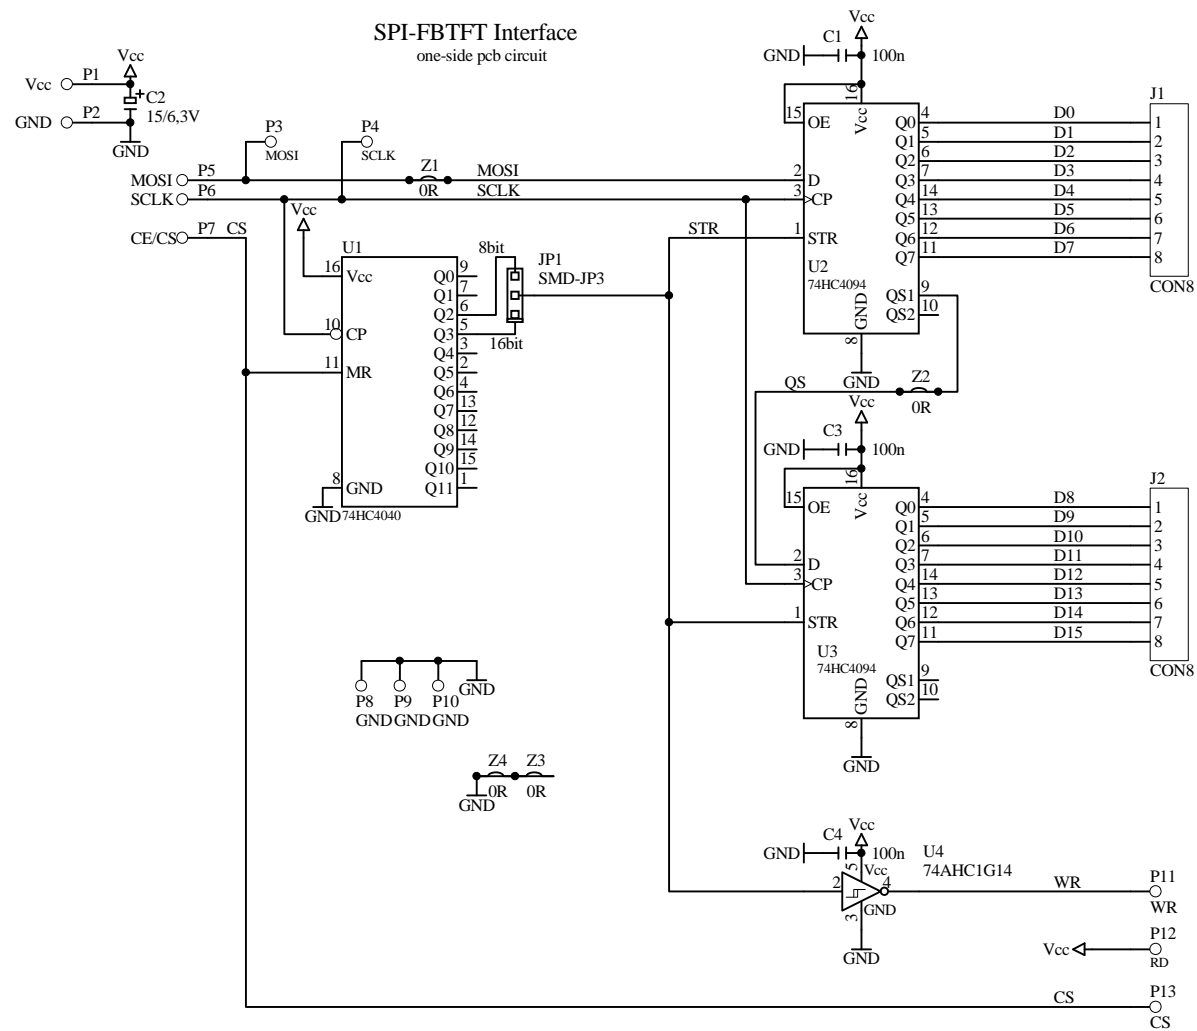 SPI-FBTFT Interface
one-side pcb circuit
Vcc
Vcc P1
C2
15/6,3V
GND P2
GND
P3
MOSI
P4
SCLK
MOSI P5
Z1
0R
MOSI
SCLK P6
SCLK
CE/CS P7 CS
Vcc
U1
16 Vcc
10 CP
11 MR
8 GND
GND
74HC4040
Q0 9
Q1 7
Q2 6
Q3 5
Q4 3
Q5 2
Q6 4
Q7 13
Q8 12
Q9 14
Q10 15
Q11 1
8bit
JP1
SMD-JP3
16bit
STR
Vcc
GND C1 100n
16
Vcc
15 OE
2 D
3 CP
1 STR
U2
74HC4094
GND
8
GND
Q0 4 D0
Q1 5 D1
Q2 6 D2
Q3 7 D3
Q4 14 D4
Q5 13 D5
Q6 12 D6
Q7 11 D7
QS1 9
QS2 10
J1
1
2
3
4
5
6
7
8
CON8
QS
Z2
0R
Vcc
GND C3 100n
16
Vcc
15 OE
2 D
3 CP
1 STR
U3
74HC4094
GND
8
GND
Q0 4 D8
Q1 5 D9
Q2 6 D10
Q3 7 D11
Q4 14 D12
Q5 13 D13
Q6 12 D14
Q7 11 D15
QS1 9
QS2 10
J2
1
2
3
4
5
6
7
8
CON8
P8 P9 P10 GND
GND GND GND
Z4 Z3
GND 0R 0R
Vcc
GND C4 100n
U4
74AHC1G14
5 Vcc
2 4
3 GND
GND
WR
P11
WR
Vcc P12
RD
CS
P13
CS